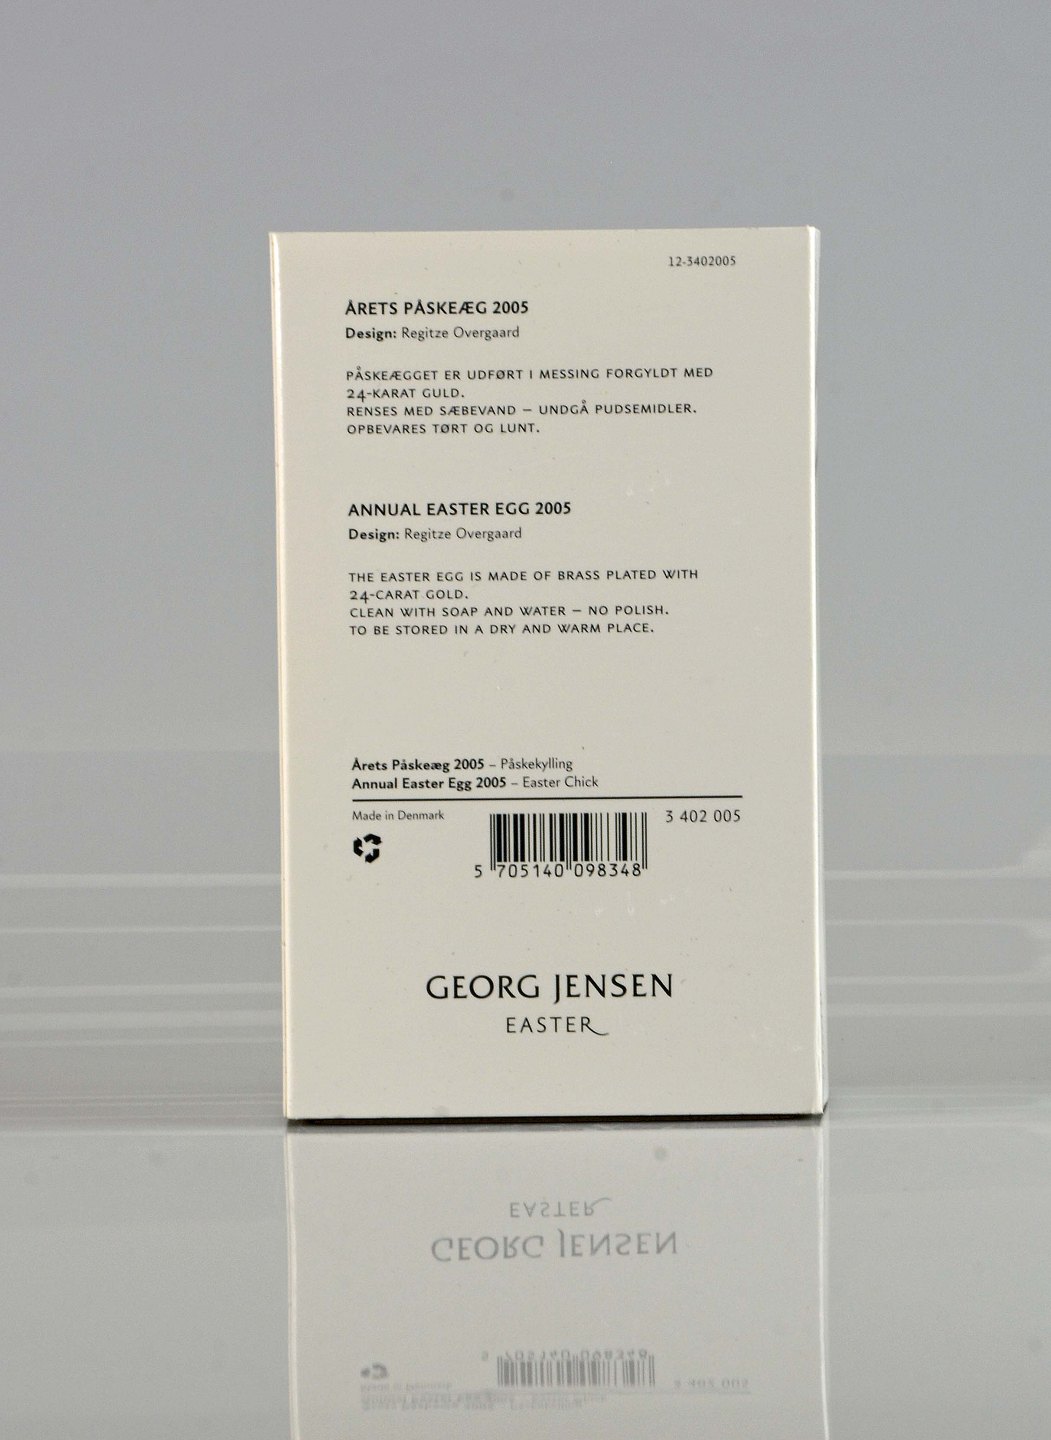 12-3402005
ÅRETS PÅSKEÆG 2005
Design: Regitze Overgaard
PÅSKEÆGGET ER UDFØRT I MESSING FORGYLDT MED
24-KARAT GULD.
RENSES MED SÆBEVAND – UNDGÅ PUDSEMIDLER.
OPBEVARES TØRT OG LUNT.
ANNUAL EASTER EGG 2005
Design: Regitze Overgaard
THE EASTER EGG IS MADE OF BRASS PLATED WITH
24-CARAT GOLD.
CLEAN WITH SOAP AND WATER – NO POLISH.
TO BE STORED IN A DRY AND WARM PLACE.
Årets Påskeæg 2005 – Påskekylling
Annual Easter Egg 2005 – Easter Chick
Made in Denmark
3 402 005
5 705140 098348
GEORG JENSEN
EASTER